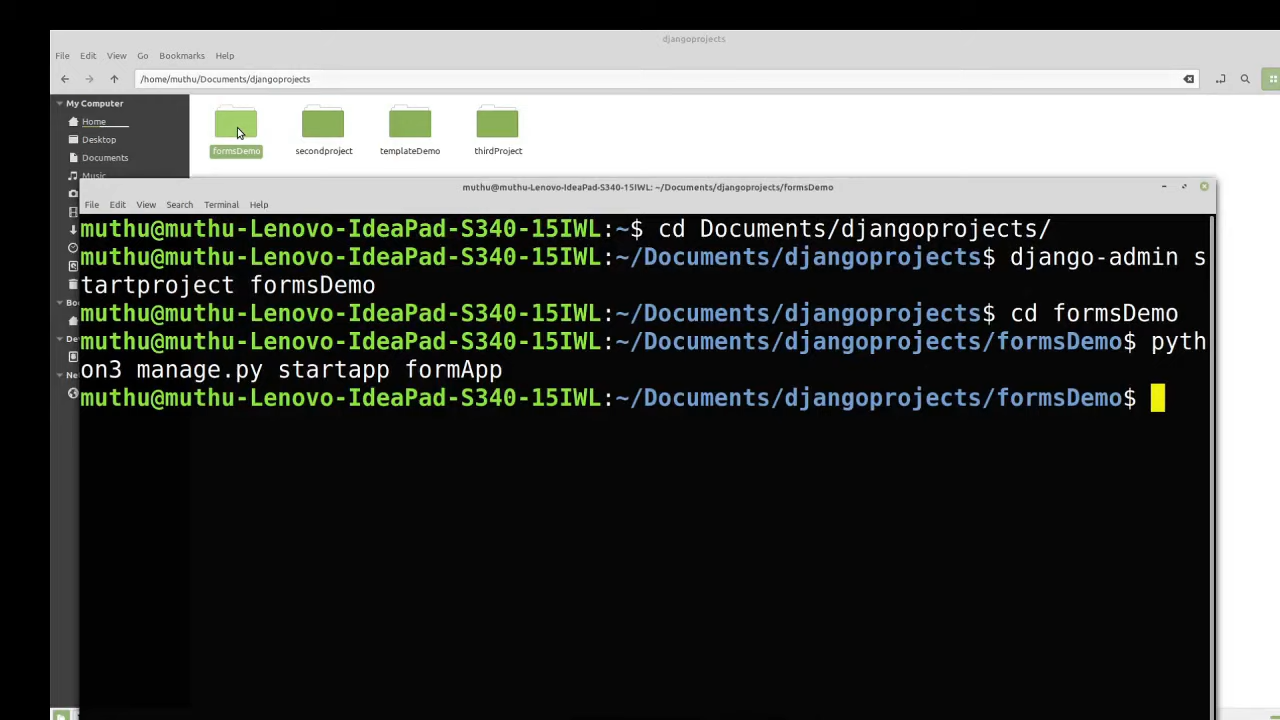 djangoprojects
File Edit View Go Bookmarks Help
/home/muthu/Documents/djangoprojects
My Computer
Home
Desktop
Documents
Music
formsDemo secondproject templateDemo thirdProject
muthu@muthu-Lenovo-IdeaPad-S340-15IWL: ~/Documents/djangoprojects/formsDemo
File Edit View Search Terminal Help
muthu@muthu-Lenovo-IdeaPad-S340-15IWL:~$ cd Documents/djangoprojects/
muthu@muthu-Lenovo-IdeaPad-S340-15IWL:~/Documents/djangoprojects$ django-admin s
tartproject formsDemo
muthu@muthu-Lenovo-IdeaPad-S340-15IWL:~/Documents/djangoprojects$ cd formsDemo
muthu@muthu-Lenovo-IdeaPad-S340-15IWL:~/Documents/djangoprojects/formsDemo$ pyth
on3 manage.py startapp formApp
muthu@muthu-Lenovo-IdeaPad-S340-15IWL:~/Documents/djangoprojects/formsDemo$
Bo
De
Ne